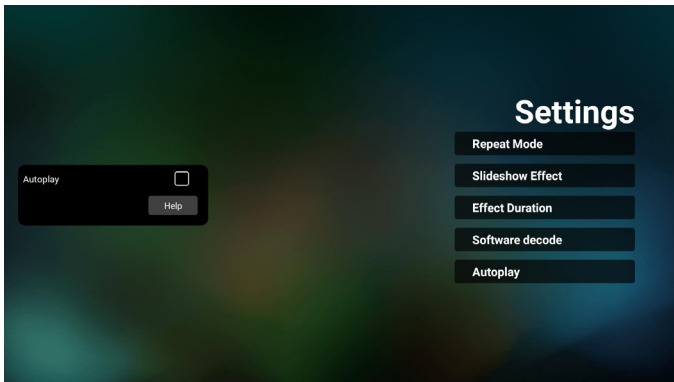 Settings
Repeat Mode
Slideshow Effect
Effect Duration
Software decode
Autoplay
Autoplay
Help